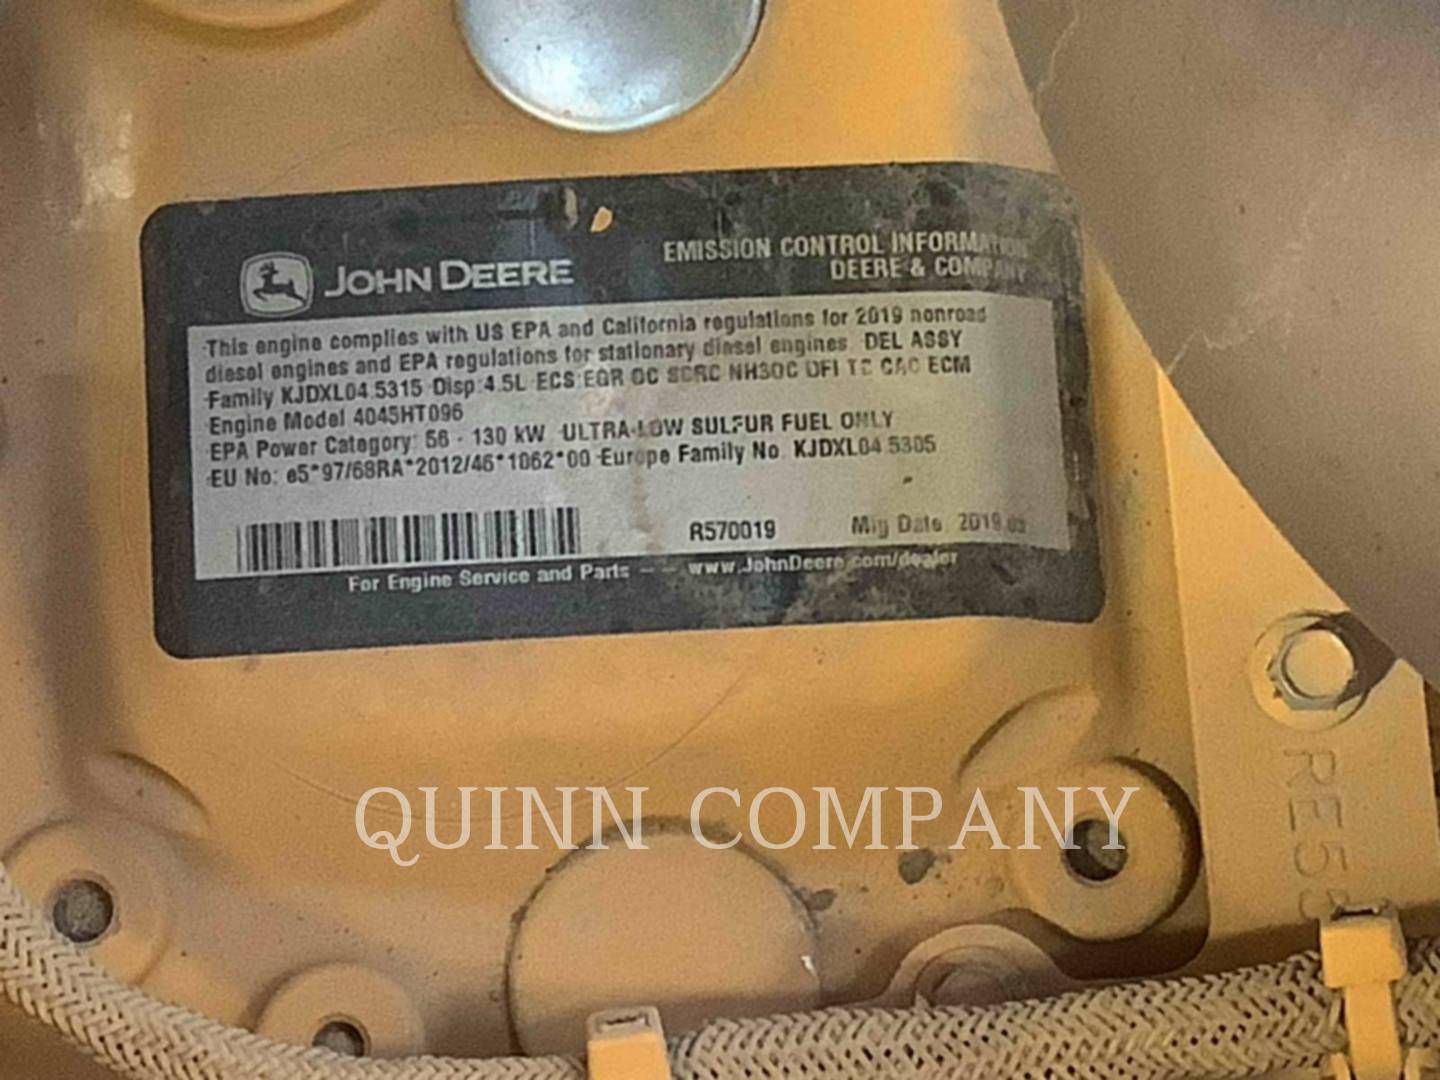 JOHN DEERE
EMISSION CONTROL INFORMATION
DEERE & COMPANY
This engine complies with US EPA and California regulations for 2019 nonroad
diesel engines and EPA regulations for stationary diesel engines DEL ASSY
Family KJDXL04.5315 Disp:4.5L ECS:EGR OC SCRC NH3OC DFI TC CAC ECM
Engine Model 4045HT096
EPA Power Category: 56 - 130 kW ULTRA-LOW SULFUR FUEL ONLY
EU No: e5*97/68RA*2012/46*1062*00 Europe Family No. KJDXL04.5305
R570019 Mfg Date 2019
For Engine Service and Parts -- www.JohnDeere.com/dealer
QUINN COMPANY
RE53